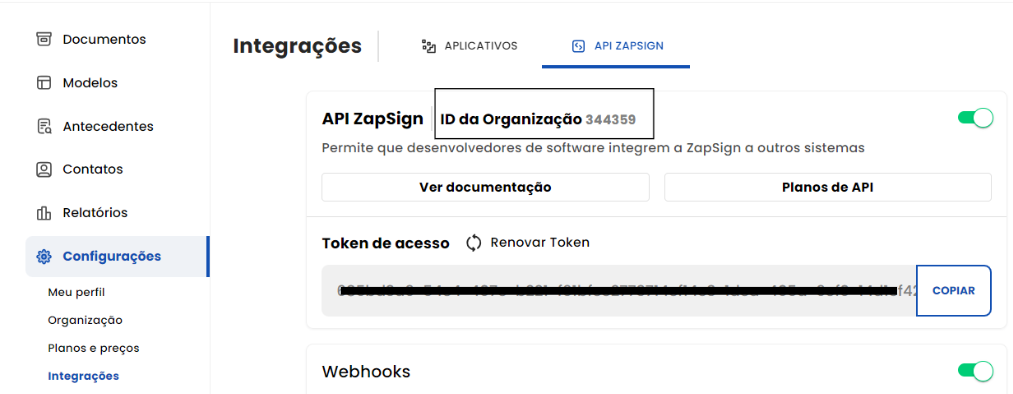 Documentos
Modelos
Antecedentes
Contatos
Relatórios
Configurações
Meu perfil
Organização
Planos e preços
Integrações
Integrações
APLICATIVOS
API ZAPSIGN
API ZapSign
ID da Organização 344359
Permite que desenvolvedores de software integrem a ZapSign a outros sistemas
Ver documentação
Planos de API
Token de acesso
Renovar Token
COPIAR
Webhooks